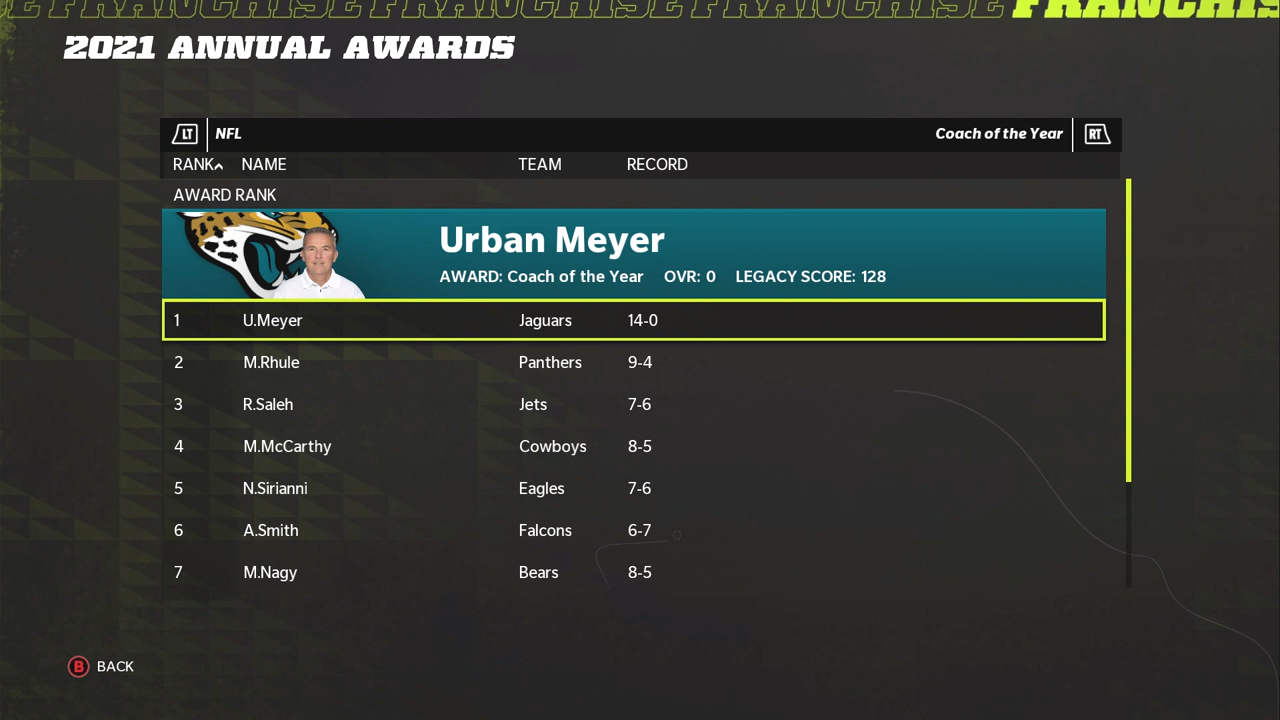 FRANCHISE FRANCHISE FRANCHISE FRANCHIS
2021 ANNUAL AWARDS
LT NFL Coach of the Year RT
RANK NAME TEAM RECORD
AWARD RANK
Urban Meyer
AWARD: Coach of the Year OVR: 0 LEGACY SCORE: 128
1 U.Meyer Jaguars 14-0
2 M.Rhule Panthers 9-4
3 R.Saleh Jets 7-6
4 M.McCarthy Cowboys 8-5
5 N.Sirianni Eagles 7-6
6 A.Smith Falcons 6-7
7 M.Nagy Bears 8-5
B BACK